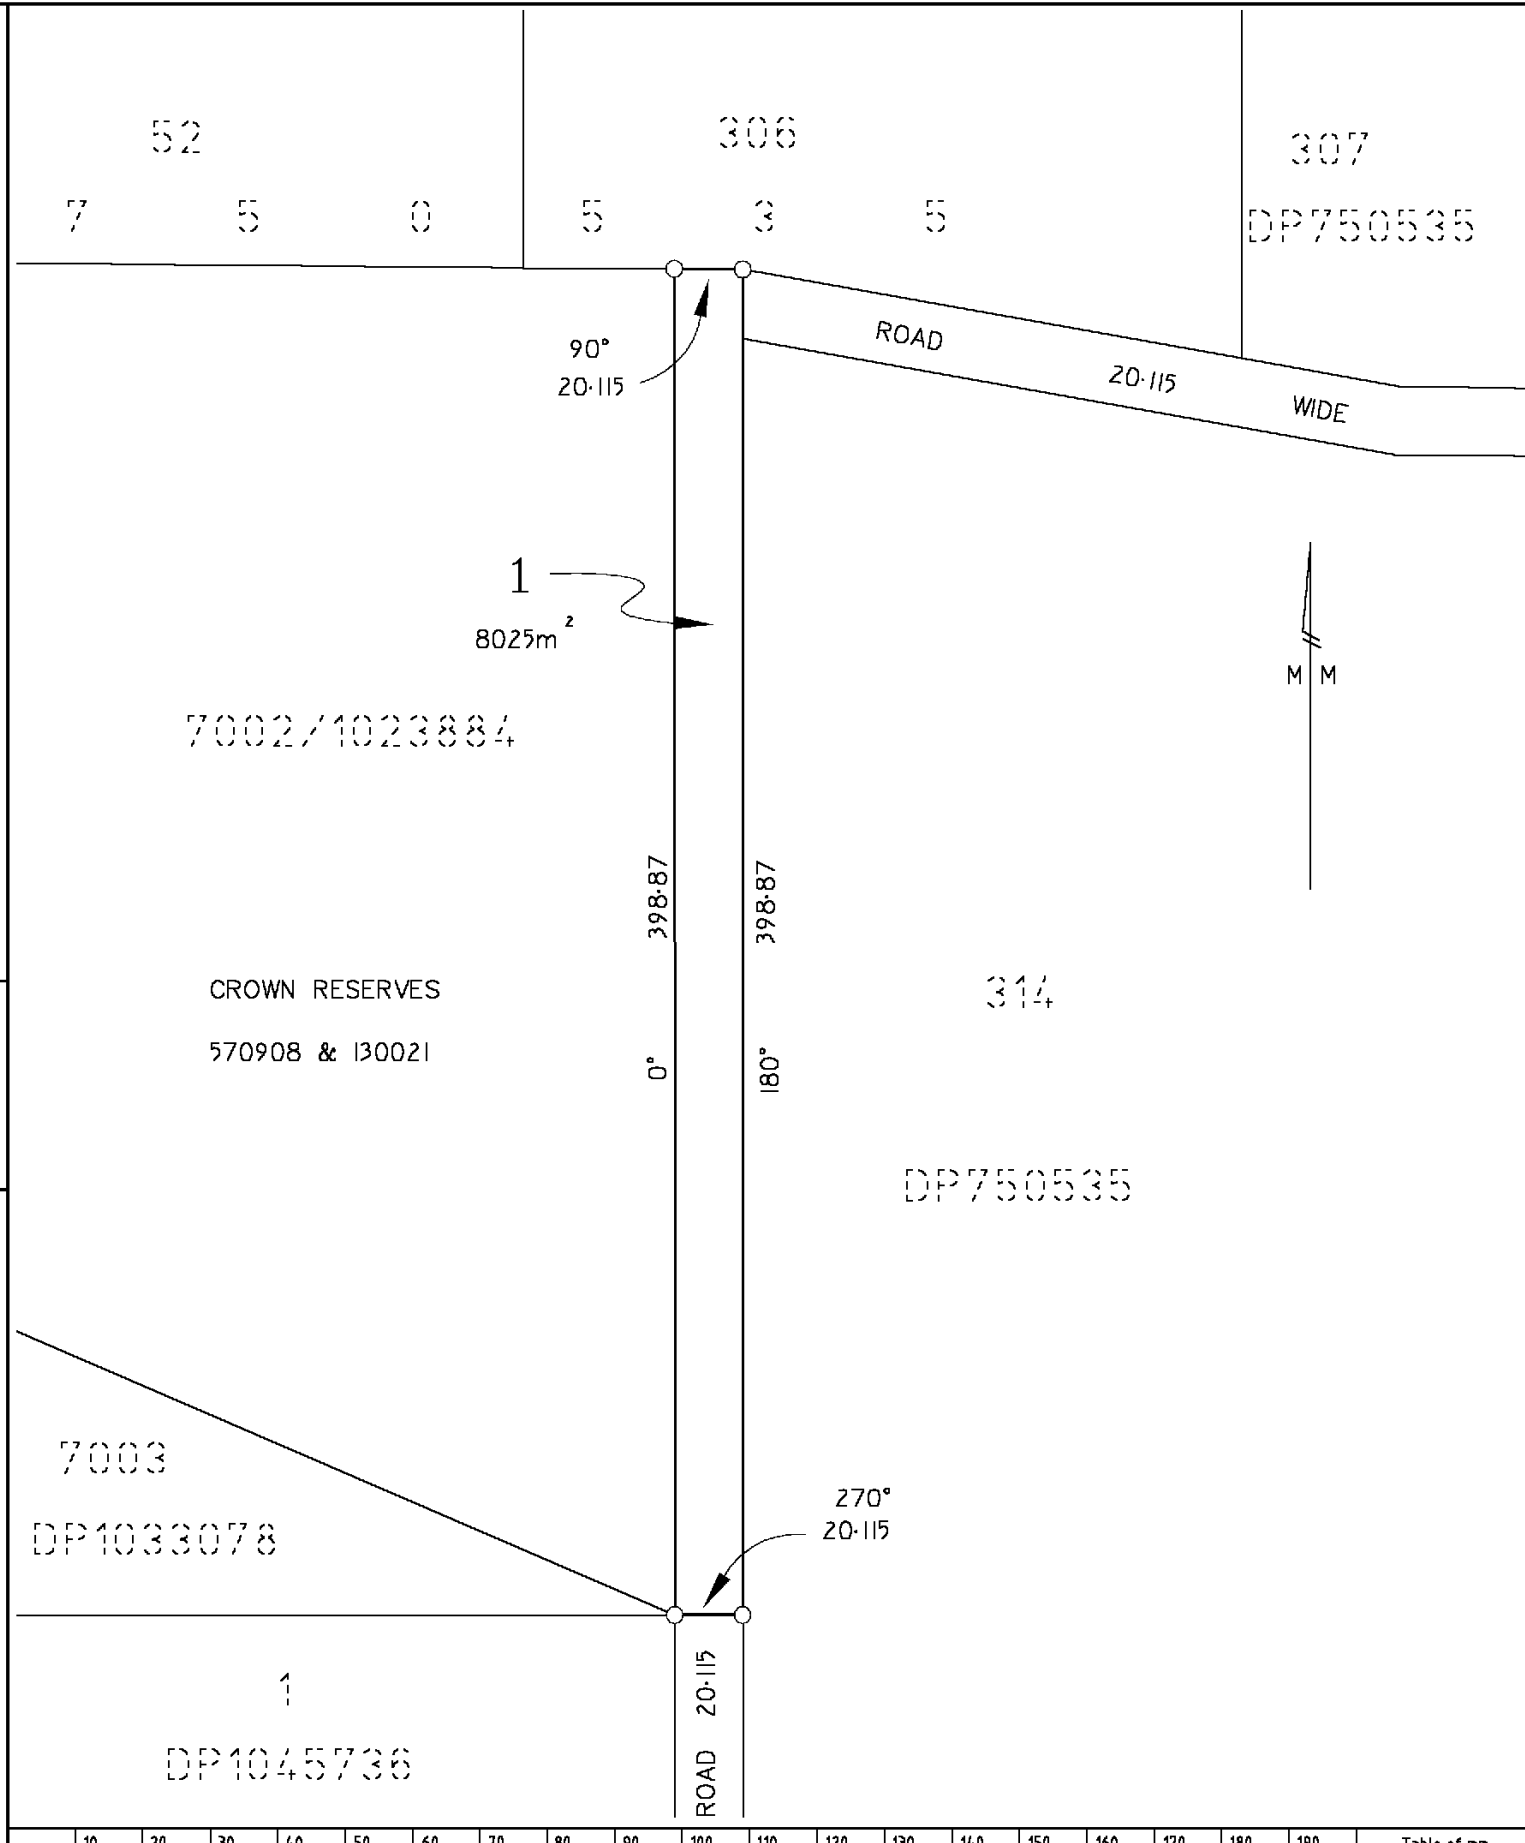 52
306
307
7 5 0 5 3 5
DP750535
ROAD 20·115 WIDE
90°
20·115
1
8025m²
M M
7002/1023884
398·87
398·87
CROWN RESERVES
314
570908 & 130021
0°
180°
DP750535
7003
DP1033078
270°
20·115
1
DP1045736
ROAD 20·115
10 20 30 40 50 60 70 80 90 100 110 120 130 140 150 160 170 180 190 Table of mm